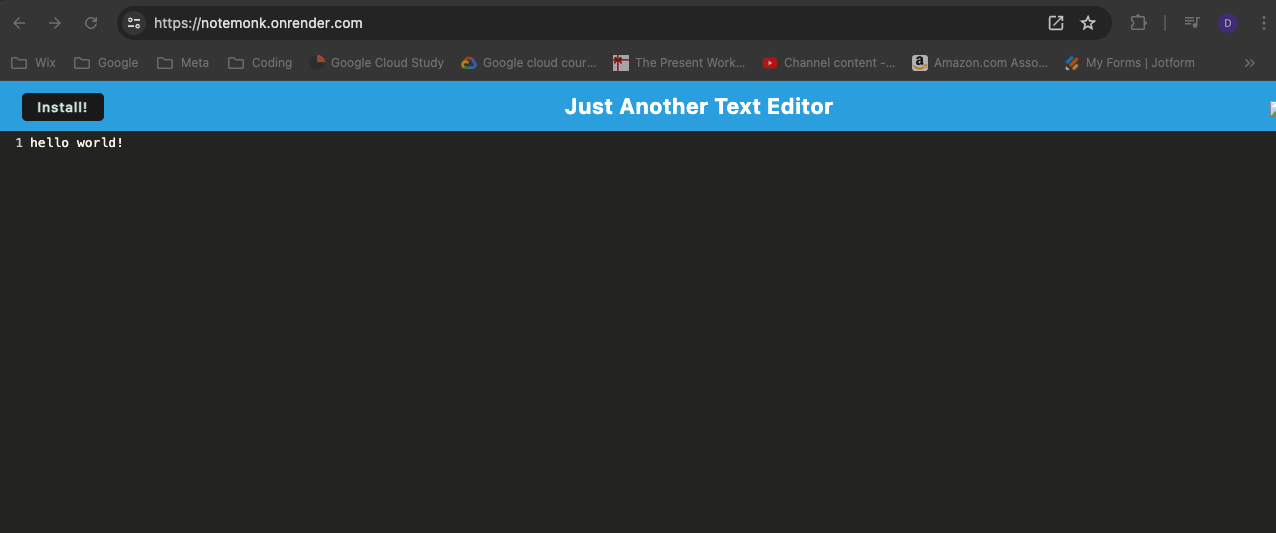 https://notemonk.onrender.com
D
Wix Google Meta Coding Google Cloud Study Google cloud cour... The Present Work... Channel content -... Amazon.com Asso... My Forms | Jotform
Install! Just Another Text Editor
1 hello world!